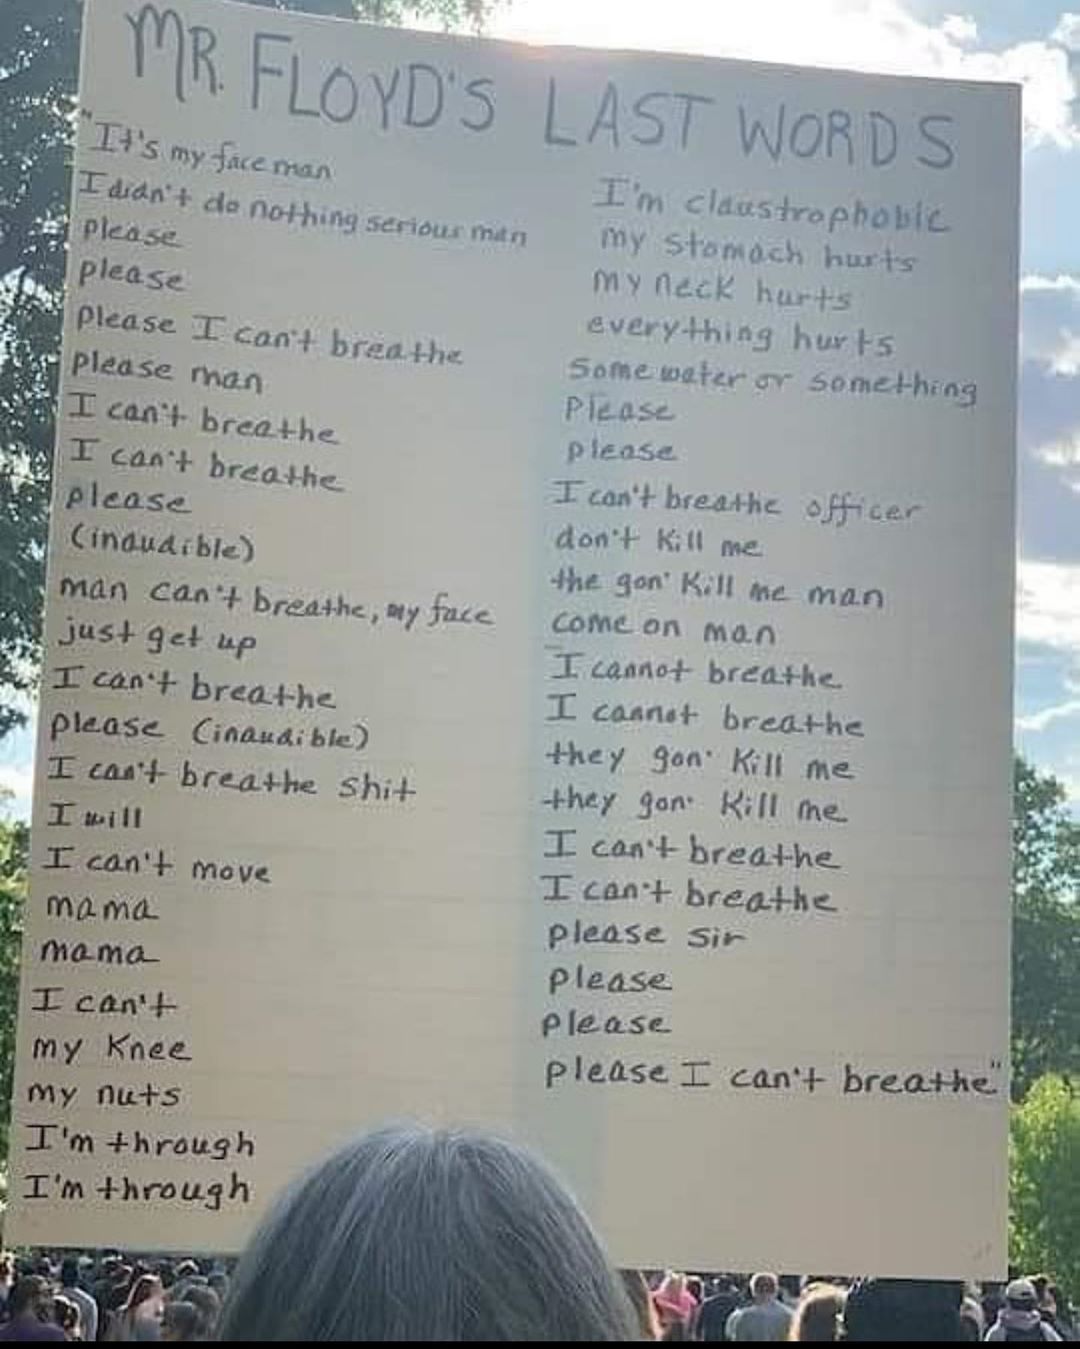 MR. FLOYD'S LAST WORDS
"It's my face man
I didn't do nothing serious man
please
please
please I can't breathe
please man
I can't breathe
I can't breathe
please
(inaudible)
man can't breathe, my face
just get up
I can't breathe
please (inaudible)
I can't breathe shit
I will
I can't move
mama
mama
I can't
my Knee
my nuts
I'm through
I'm through
I'm claustrophobic
my stomach hurts
my neck hurts
everything hurts
some water or something
Please
please
I can't breathe officer
don't Kill me
the gon' Kill me man
come on man
I cannot breathe
I cannot breathe
they gon' Kill me
they gon' Kill me
I can't breathe
I can't breathe
please sir
please
please
please I can't breathe"